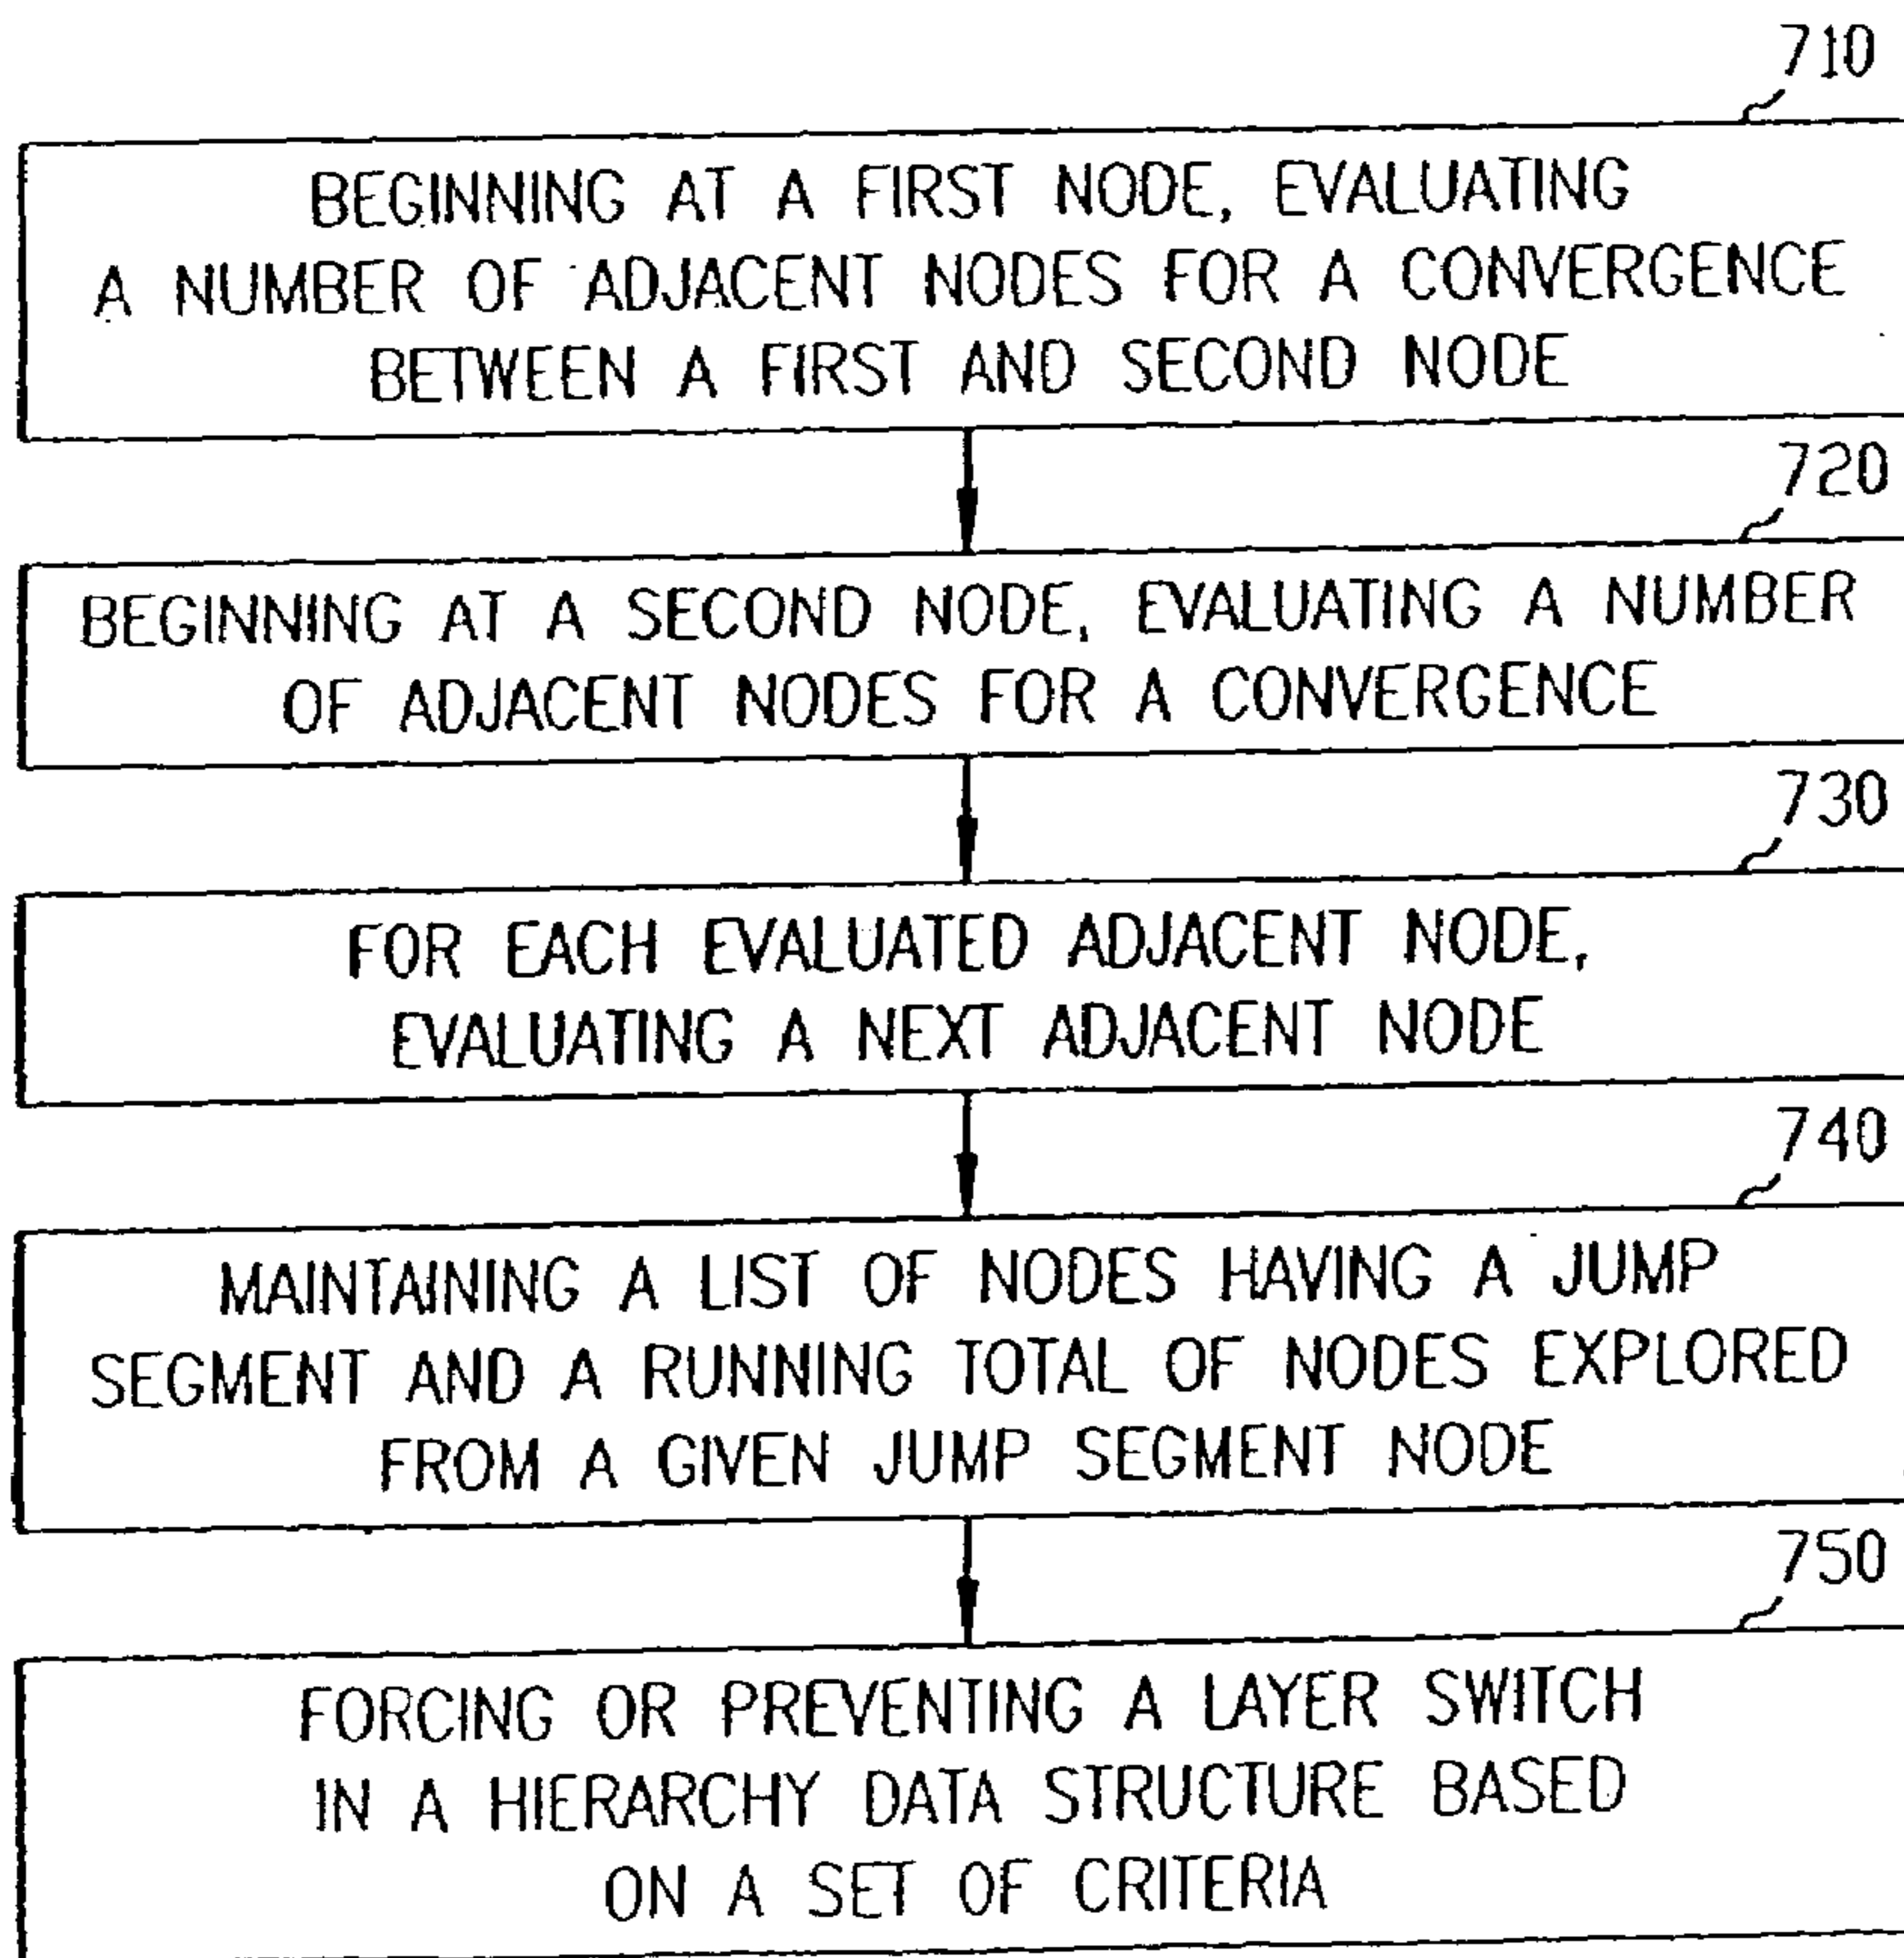 710
BEGINNING AT A FIRST NODE, EVALUATING
A NUMBER OF ADJACENT NODES FOR A CONVERGENCE
BETWEEN A FIRST AND SECOND NODE
720
BEGINNING AT A SECOND NODE, EVALUATING A NUMBER
OF ADJACENT NODES FOR A CONVERGENCE
730
FOR EACH EVALUATED ADJACENT NODE,
EVALUATING A NEXT ADJACENT NODE
740
MAINTAINING A LIST OF NODES HAVING A JUMP
SEGMENT AND A RUNNING TOTAL OF NODES EXPLORED
FROM A GIVEN JUMP SEGMENT NODE
750
FORCING OR PREVENTING A LAYER SWITCH
IN A HIERARCHY DATA STRUCTURE BASED
ON A SET OF CRITERIA